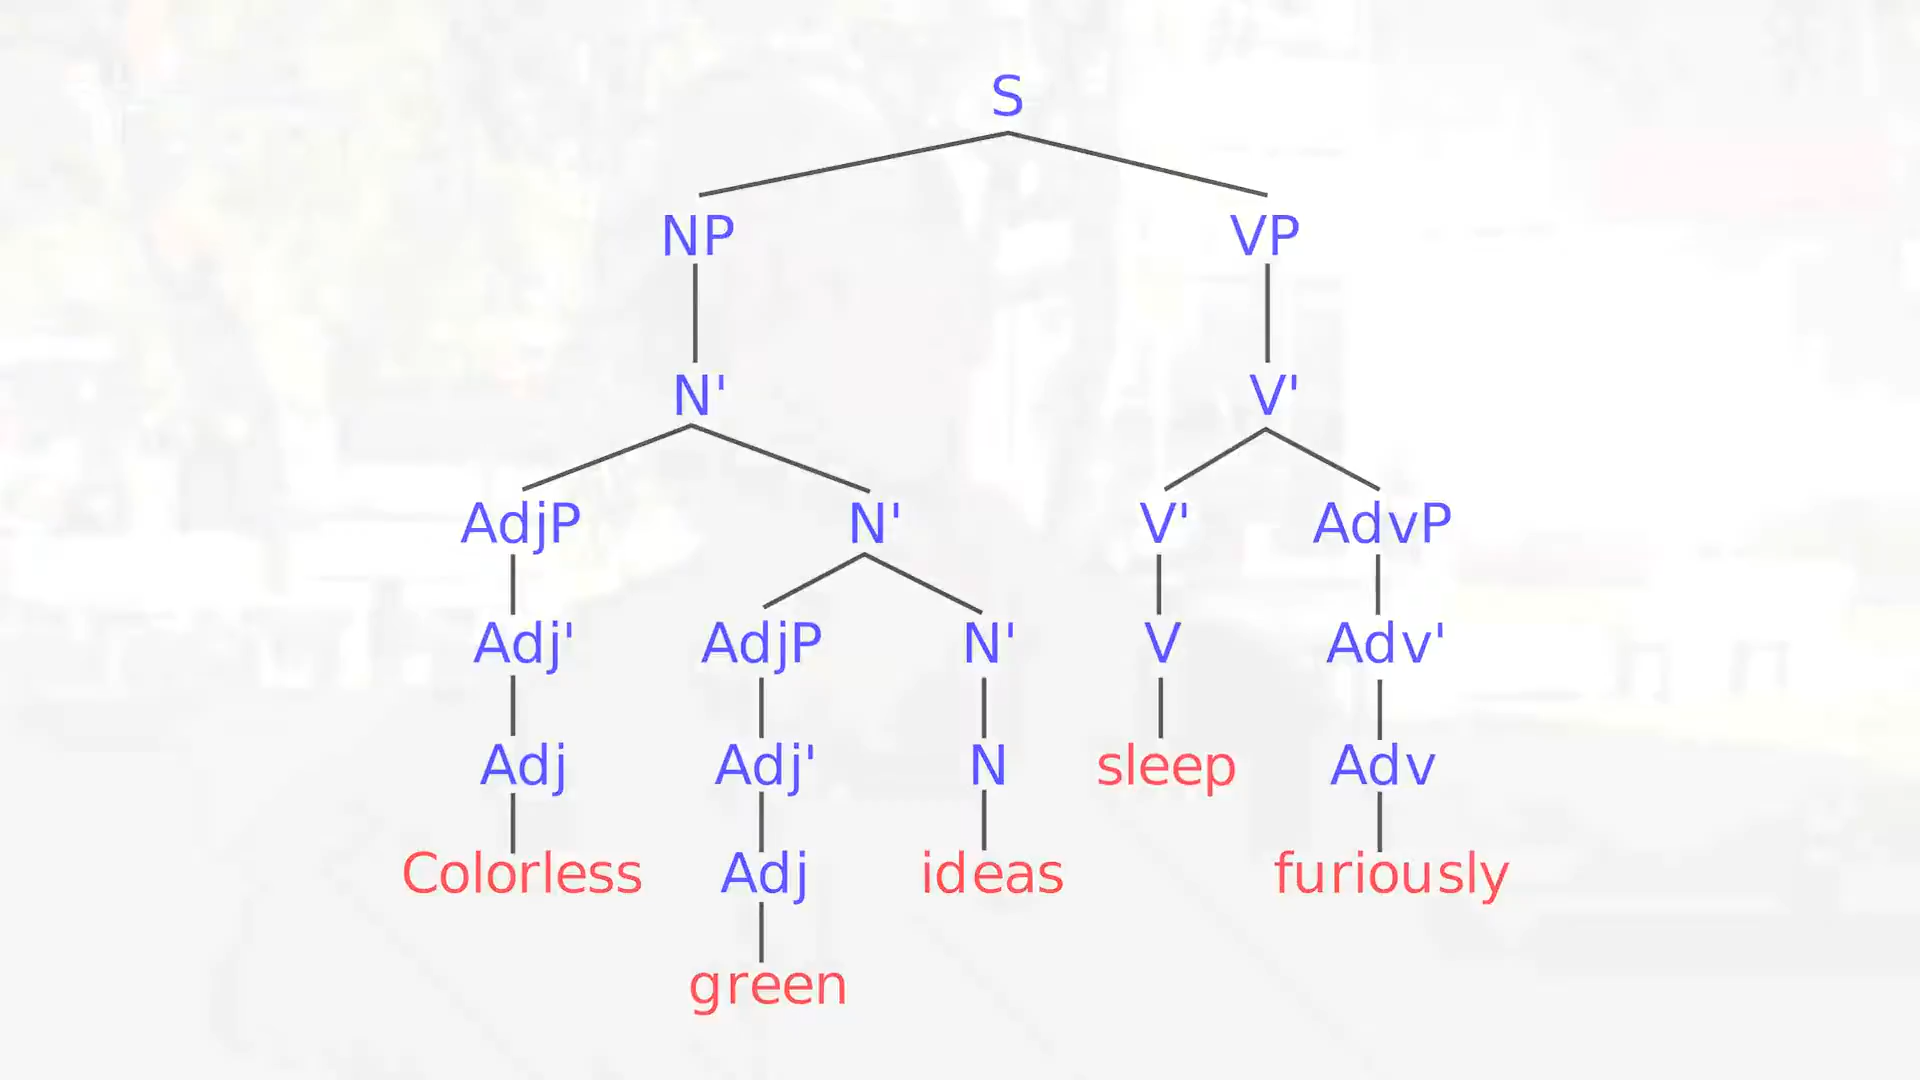 S
NP VP
N' V'
AdjP N' V' AdvP
Adj' AdjP N' V Adv'
Adj Adj' N sleep Adv
Colorless Adj ideas furiously
green